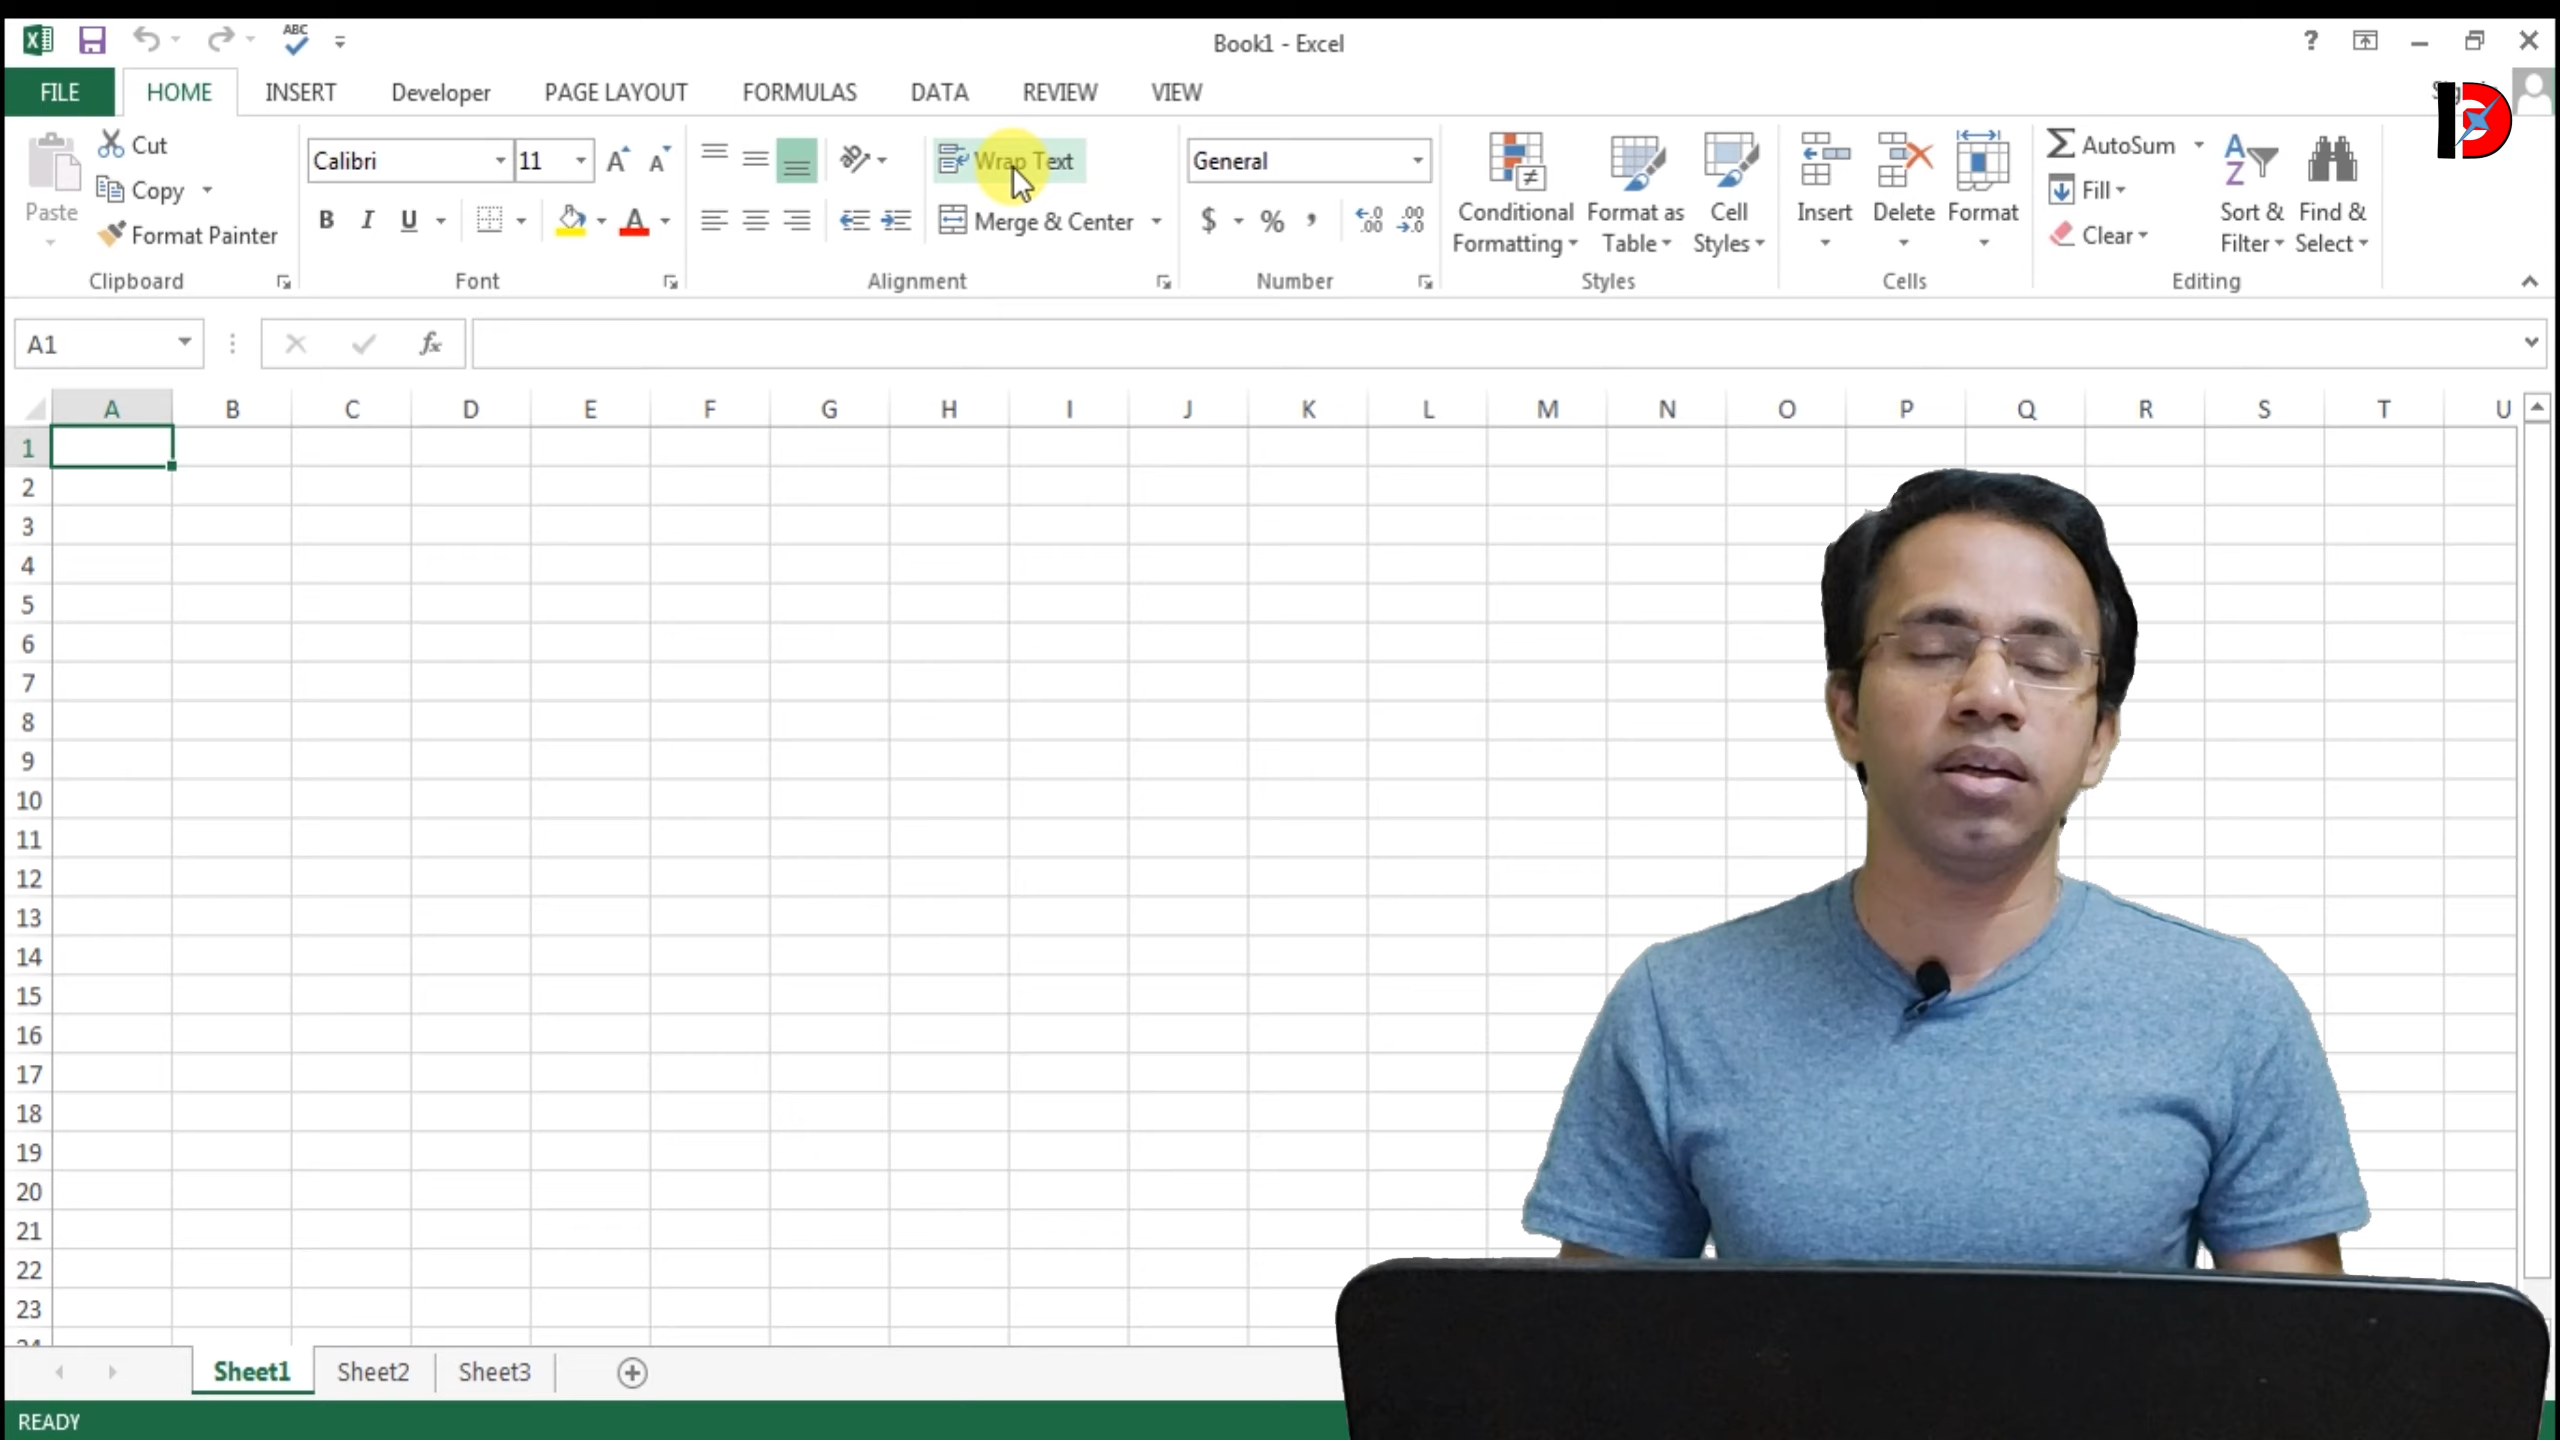 ABC
Book1 - Excel
?
FILE HOME INSERT Developer PAGE LAYOUT FORMULAS DATA REVIEW VIEW
Paste
Cut
Copy
Format Painter
Clipboard
Calibri 11
B I U
Font
Wrap Text
Merge & Center
Alignment
General
$ % ,
Number
Conditional Formatting
Format as Table
Cell Styles
Styles
Insert
Delete
Format
Cells
AutoSum
Fill
Clear
Sort & Filter
Find & Select
Editing
A1
fx
A B C D E F G H I J K L M N O P Q R S T U
1
2
3
4
5
6
7
8
9
10
11
12
13
14
15
16
17
18
19
20
21
22
23
Sheet1 Sheet2 Sheet3
READY